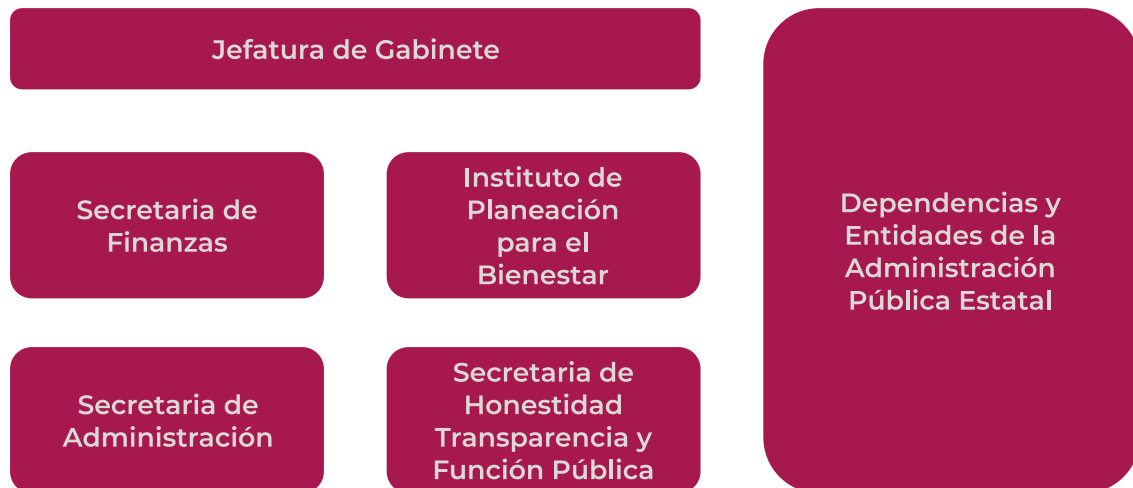 Jefatura de Gabinete
Secretaria de
Finanzas
Instituto de
Planeación
para el
Bienestar
Secretaria de
Administración
Secretaria de
Honestidad
Transparencia y
Función Pública
Dependencias y
Entidades de la
Administración
Pública Estatal